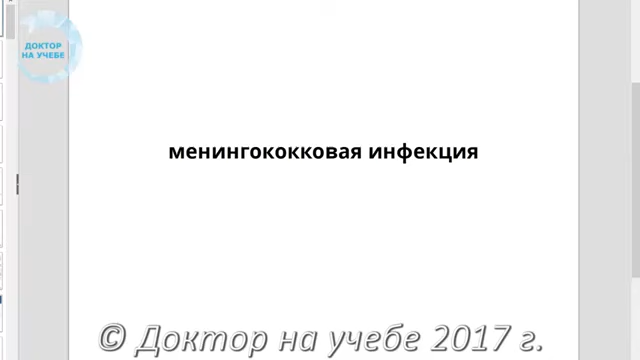 ДОКТОР
НА УЧЕБЕ
менингококковая инфекция
© Доктор на учебе 2017 г.